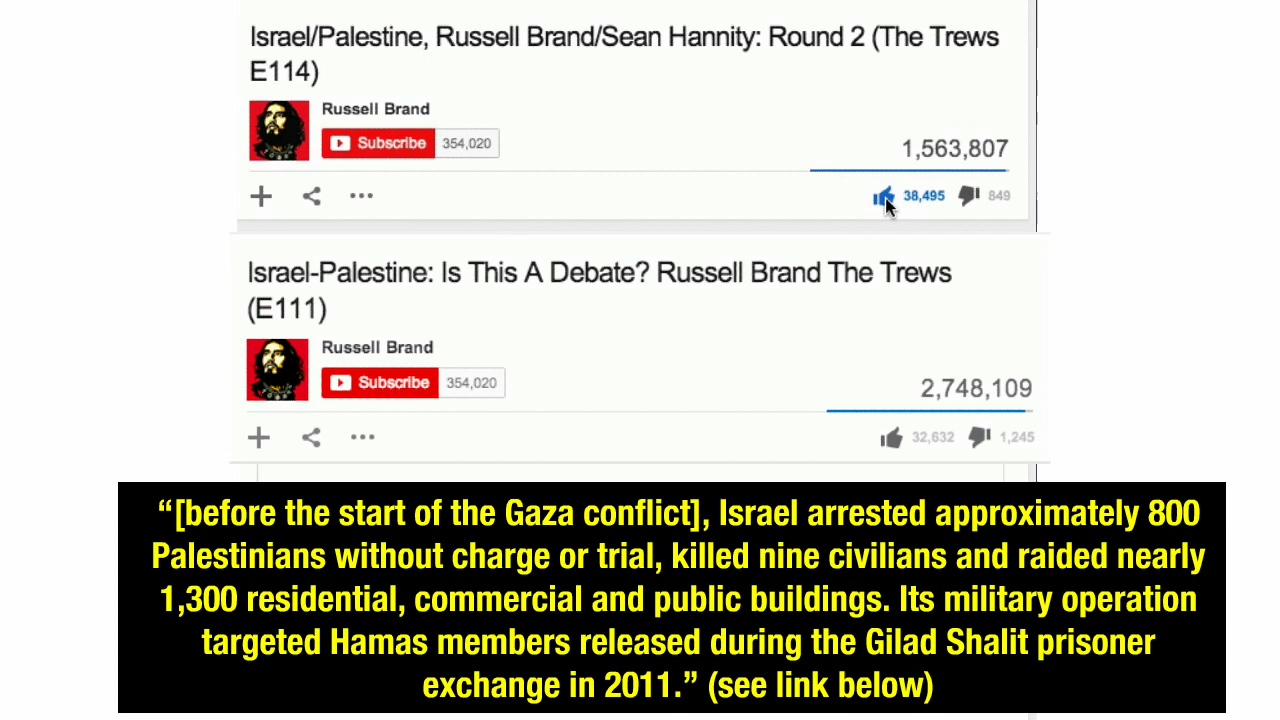 Israel/Palestine, Russell Brand/Sean Hannity: Round 2 (The Trews
E114)
Russell Brand
Subscribe 354,020
1,563,807
38,495 849
Israel-Palestine: Is This A Debate? Russell Brand The Trews
(E111)
Russell Brand
Subscribe 354,020
2,748,109
32,632 1,245
“[before the start of the Gaza conflict], Israel arrested approximately 800
Palestinians without charge or trial, killed nine civilians and raided nearly
1,300 residential, commercial and public buildings. Its military operation
targeted Hamas members released during the Gilad Shalit prisoner
exchange in 2011.” (see link below)